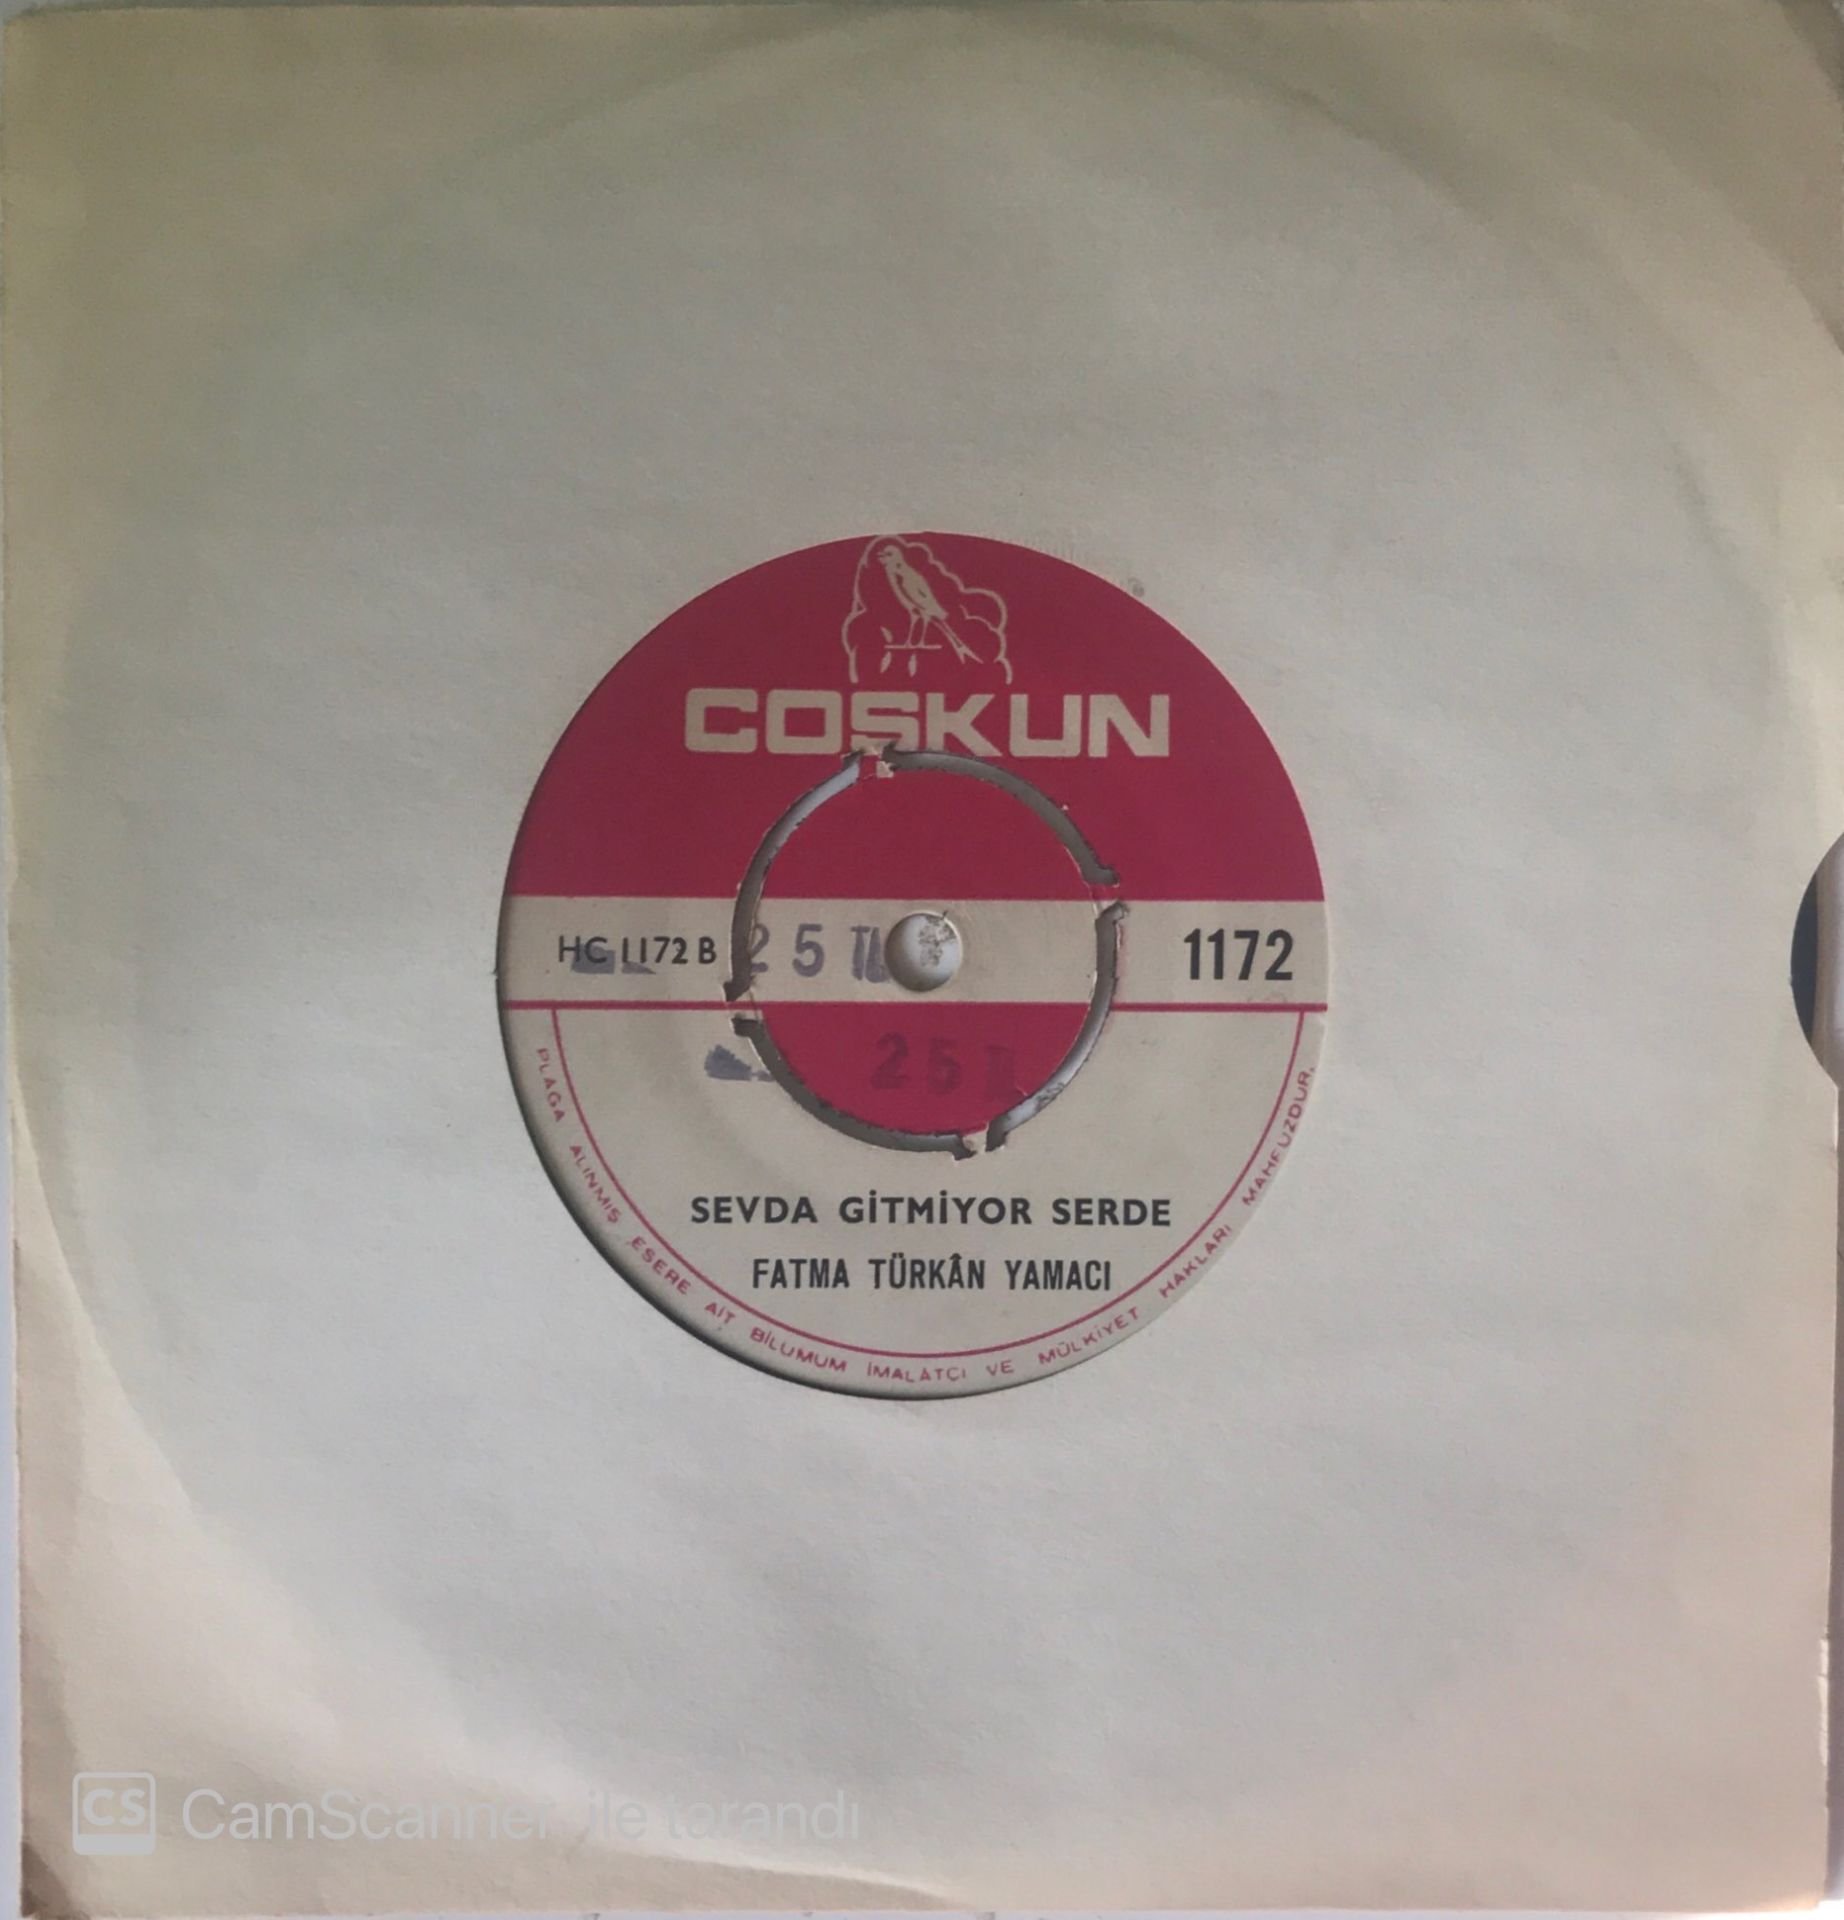 COŞKUN
HC 1172 B
25 TL
1172
25
SEVDA GİTMİYOR SERDE
FATMA TÜRKÂN YAMACI
PLAĞA ALINMIŞ ESERE AİT BİLUMUM İMALÂTÇI VE MÜLKİYET HAKLARI MAHFUZDUR.
CS CamScanner ile tarandı